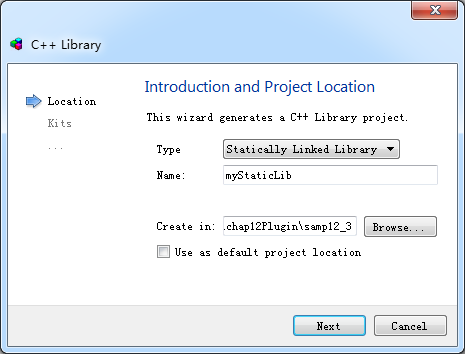 C++ Library
Location
Kits
...
Introduction and Project Location
This wizard generates a C++ Library project.
Type Statically Linked Library
Name: myStaticLib
Create in: .chap12Plugin\samp12_3 Browse...
Use as default project location
Next Cancel